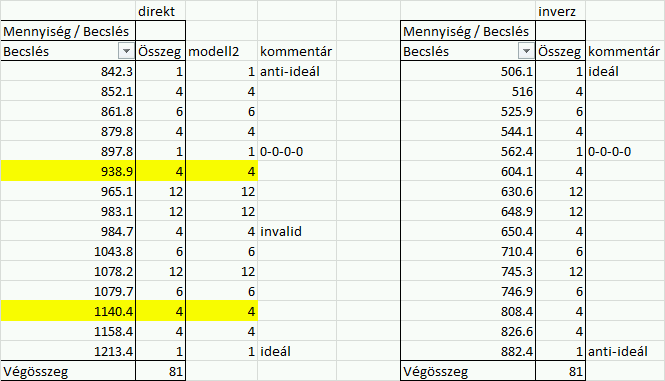 direkt inverz
Mennyiség / Becslés Mennyiség / Becslés
Becslés Összeg modell2 kommentár Becslés Összeg kommentár
842.3 1 1 anti-ideál 506.1 1 ideál
852.1 4 4 516 4
861.8 6 6 525.9 6
879.8 4 4 544.1 4
897.8 1 1 0-0-0-0 562.4 1 0-0-0-0
938.9 4 4 604.1 4
965.1 12 12 630.6 12
983.1 12 12 648.9 12
984.7 4 4 invalid 650.4 4
1043.8 6 6 710.4 6
1078.2 12 12 745.3 12
1079.7 6 6 746.9 6
1140.4 4 4 808.4 4
1158.4 4 4 826.6 4
1213.4 1 1 ideál 882.4 1 anti-ideál
Végösszeg 81 Végösszeg 81